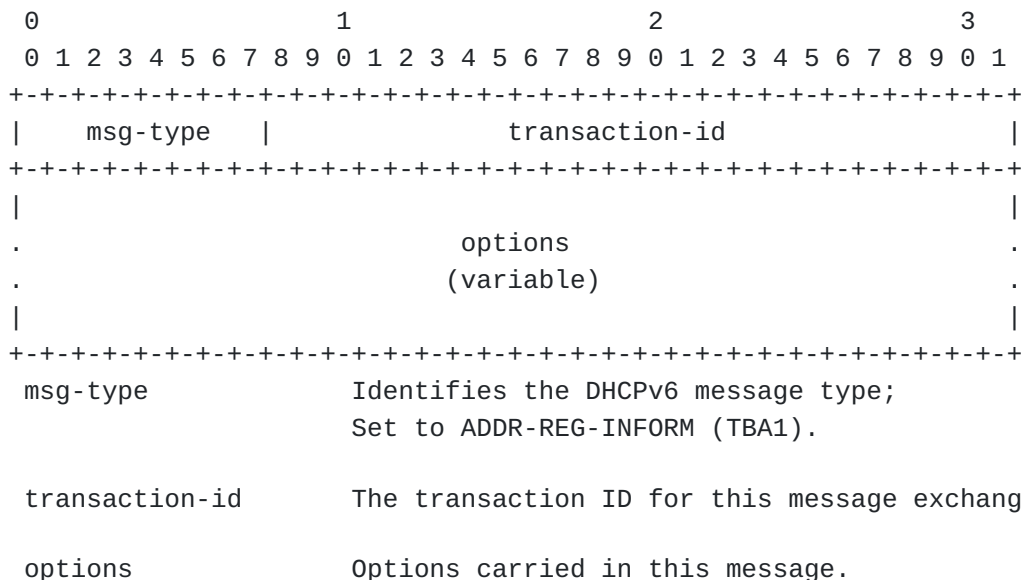 0                   1                   2                   3
 0 1 2 3 4 5 6 7 8 9 0 1 2 3 4 5 6 7 8 9 0 1 2 3 4 5 6 7 8 9 0 1
+-+-+-+-+-+-+-+-+-+-+-+-+-+-+-+-+-+-+-+-+-+-+-+-+-+-+-+-+-+-+-+-+
|    msg-type   |               transaction-id                  |
+-+-+-+-+-+-+-+-+-+-+-+-+-+-+-+-+-+-+-+-+-+-+-+-+-+-+-+-+-+-+-+-+
|                                                               |
.                            options                            .
.                           (variable)                          .
|                                                               |
+-+-+-+-+-+-+-+-+-+-+-+-+-+-+-+-+-+-+-+-+-+-+-+-+-+-+-+-+-+-+-+-+
 msg-type             Identifies the DHCPv6 message type;
                      Set to ADDR-REG-INFORM (TBA1).
 transaction-id       The transaction ID for this message exchang
 options              Options carried in this message.